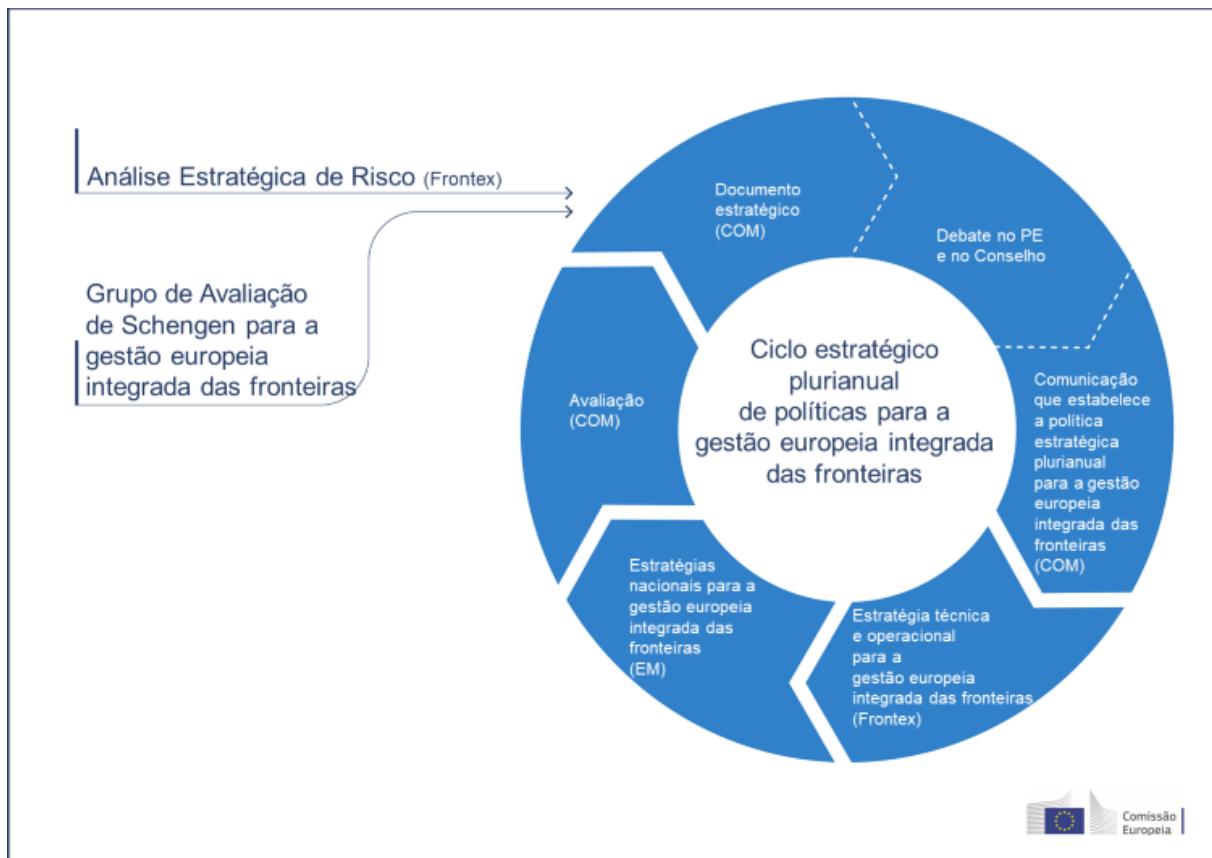 Análise Estratégica de Risco (Frontex)
Grupo de Avaliação
de Schengen para a
gestão europeia
integrada das fronteiras
Documento
estratégico
(COM)
Debate no PE
e no Conselho
Comunicação
que estabelece
a política
estratégica
plurianual
para a gestão
europeia
integrada das
fronteiras
(COM)
Estratégia técnica
e operacional
para a
gestão europeia
integrada das fronteiras
(Frontex)
Estratégias
nacionais para a
gestão europeia
integrada das
fronteiras
(EM)
Avaliação
(COM)
Ciclo estratégico
plurianual
de políticas para a
gestão europeia integrada
das fronteiras
Comissão
Europeia